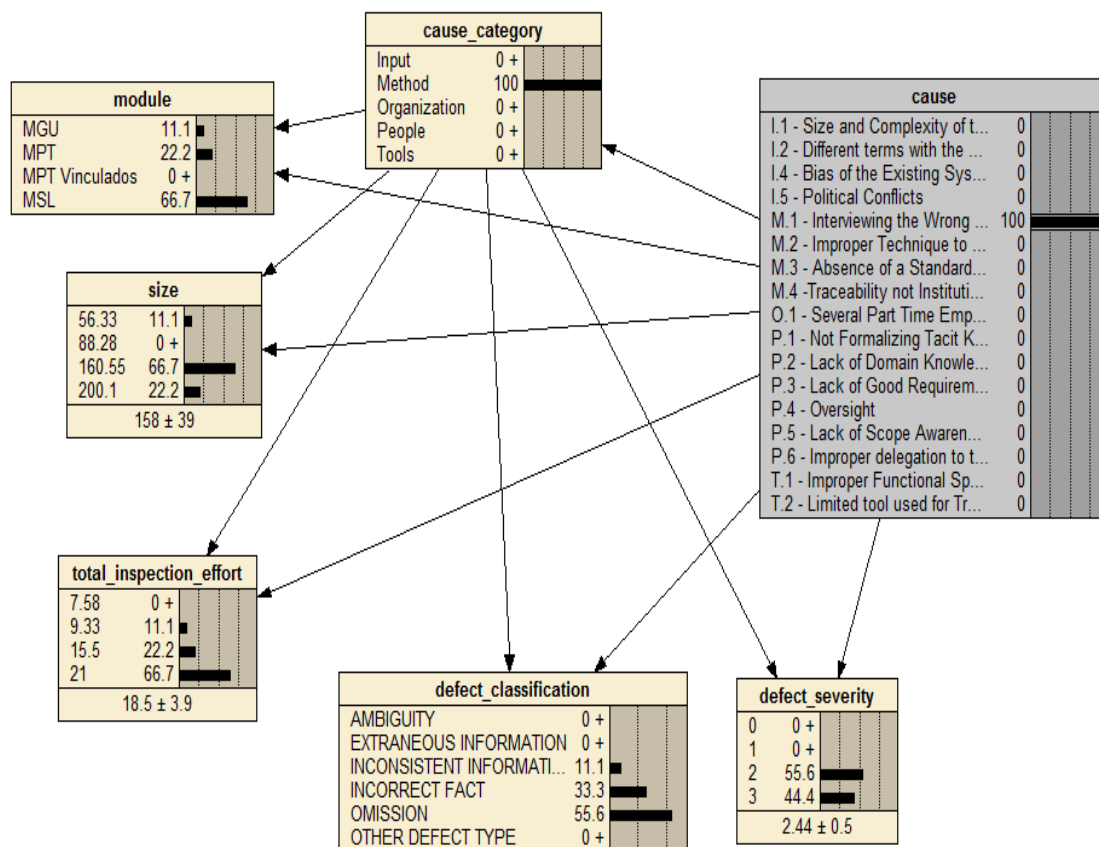 cause_category
Input 0 +
Method 100
Organization 0 +
People 0 +
Tools 0 +
module
MGU 11.1
MPT 22.2
MPT Vinculados 0 +
MSL 66.7
cause
I.1 - Size and Complexity of t... 0
I.2 - Different terms with the ... 0
I.4 - Bias of the Existing Sys... 0
I.5 - Political Conflicts 0
M.1 - Interviewing the Wrong ... 100
M.2 - Improper Technique to ... 0
M.3 - Absence of a Standard... 0
M.4 -Traceability not Instituti... 0
O.1 - Several Part Time Emp... 0
P.1 - Not Formalizing Tacit K... 0
P.2 - Lack of Domain Knowle... 0
P.3 - Lack of Good Requirem... 0
P.4 - Oversight 0
P.5 - Lack of Scope Awaren... 0
P.6 - Improper delegation to t... 0
T.1 - Improper Functional Sp... 0
T.2 - Limited tool used for Tr... 0
size
56.33 11.1
88.28 0 +
160.55 66.7
200.1 22.2
158 ± 39
total_inspection_effort
7.58 0 +
9.33 11.1
15.5 22.2
21 66.7
18.5 ± 3.9
defect_classification
AMBIGUITY 0 +
EXTRANEOUS INFORMATION 0 +
INCONSISTENT INFORMATI... 11.1
INCORRECT FACT 33.3
OMISSION 55.6
OTHER DEFECT TYPE 0 +
defect_severity
0 0 +
1 0 +
2 55.6
3 44.4
2.44 ± 0.5